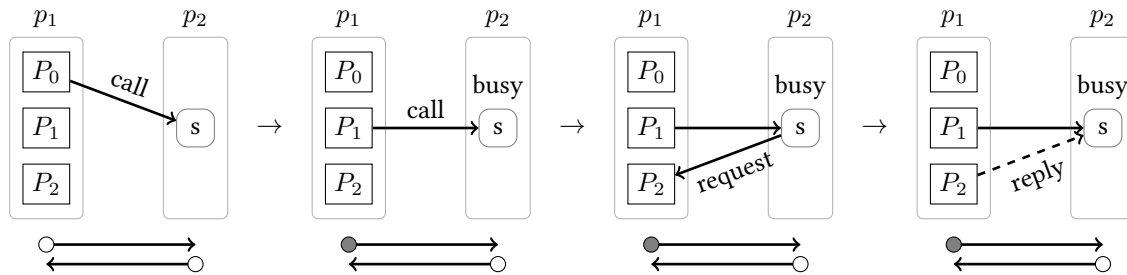 p1 p2 p1 p2 p1 p2 p1 p2
P0 call s
P1
P2
→
P0
P1 call busy s
P2
→
P0
P1 busy s
P2 request
→
P0
P1 busy s
P2 reply